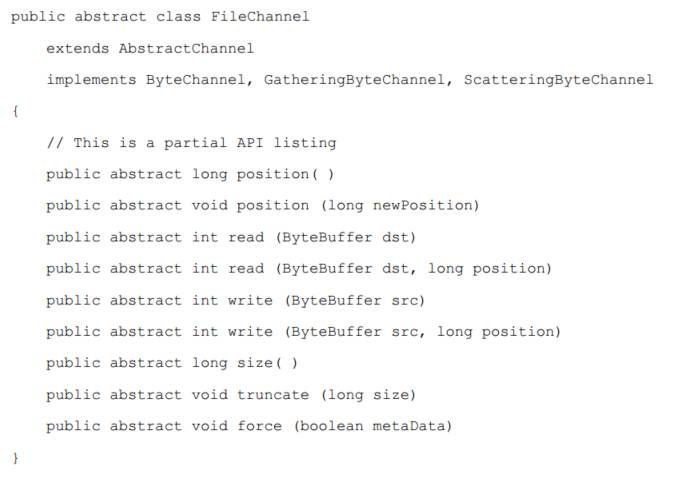 public abstract class FileChannel
extends AbstractChannel
implements ByteChannel, GatheringByteChannel, ScatteringByteChannel
{
// This is a partial API listing
public abstract long position( )
public abstract void position (long newPosition)
public abstract int read (ByteBuffer dst)
public abstract int read (ByteBuffer dst, long position)
public abstract int write (ByteBuffer src)
public abstract int write (ByteBuffer src, long position)
public abstract long size( )
public abstract void truncate (long size)
public abstract void force (boolean metaData)
}